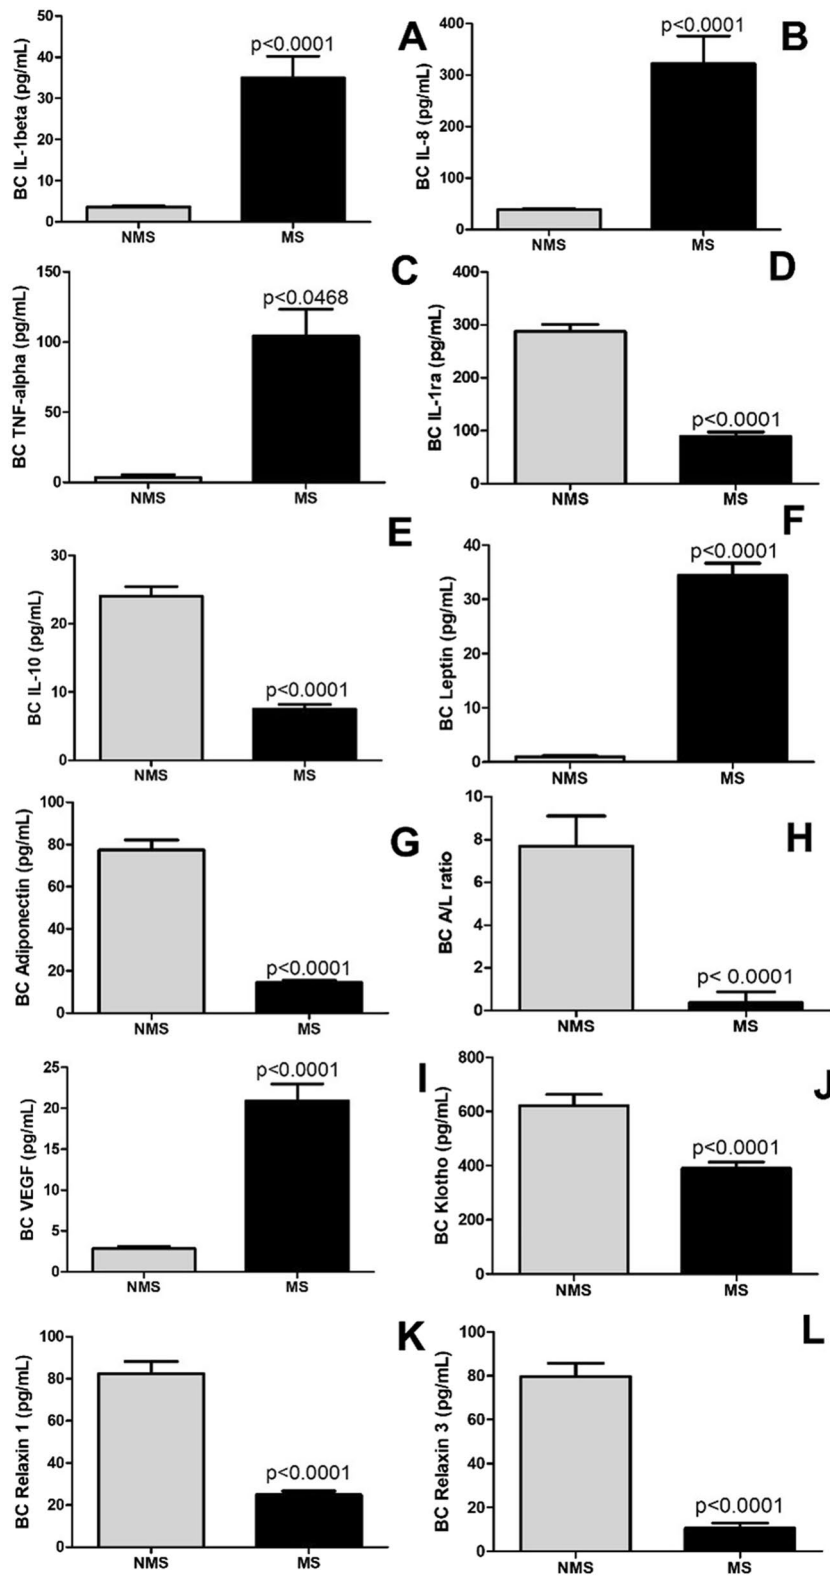 A
BC IL-1beta (pg/mL)
50
40
30
20
10
0
p<0.0001
NMS MS
B
BC IL-8 (pg/mL)
400
300
200
100
0
p<0.0001
NMS MS
C
BC TNF-alpha (pg/mL)
150
100
50
0
p<0.0468
NMS MS
D
BC IL-1ra (pg/mL)
400
300
200
100
0
p<0.0001
NMS MS
E
BC IL-10 (pg/mL)
30
20
10
0
p<0.0001
NMS MS
F
BC Leptin (pg/mL)
40
30
20
10
0
p<0.0001
NMS MS
G
BC Adiponectin (pg/mL)
100
80
60
40
20
0
p<0.0001
NMS MS
H
BC A/L ratio
10
8
6
4
2
0
p< 0.0001
NMS MS
I
BC VEGF (pg/mL)
25
20
15
10
5
0
p<0.0001
NMS MS
J
BC Klotho (pg/mL)
800
600
400
200
0
p<0.0001
NMS MS
K
BC Relaxin 1 (pg/mL)
100
80
60
40
20
0
p<0.0001
NMS MS
L
BC Relaxin 3 (pg/mL)
100
80
60
40
20
0
p<0.0001
NMS MS